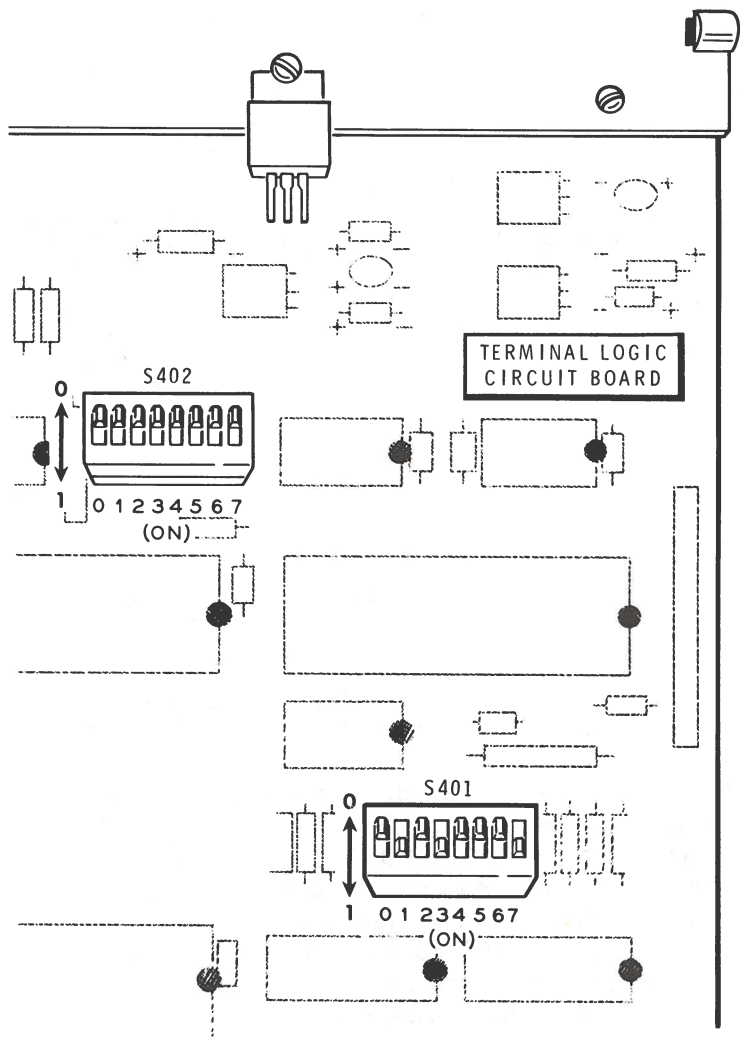 TERMINAL LOGIC
CIRCUIT BOARD
S402
0
1
0 1 2 3 4 5 6 7
(ON)
S401
0
1
0 1 2 3 4 5 6 7
(ON)